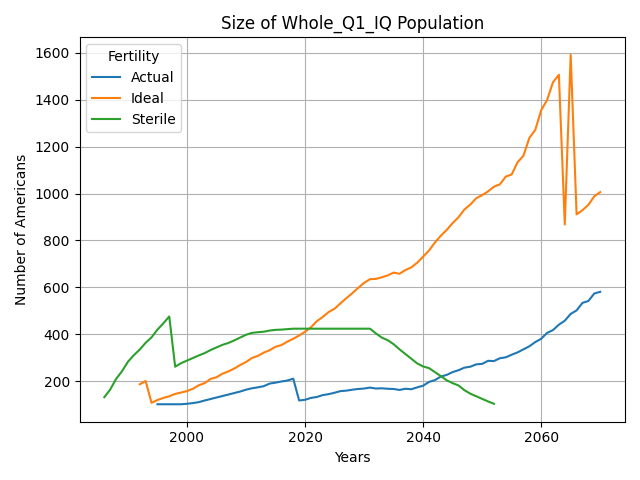 Size of Whole_Q1_IQ Population
Number of Americans
1600
1400
1200
1000
800
600
400
200
Fertility
Actual
Ideal
Sterile
2000
2020
2040
2060
Years